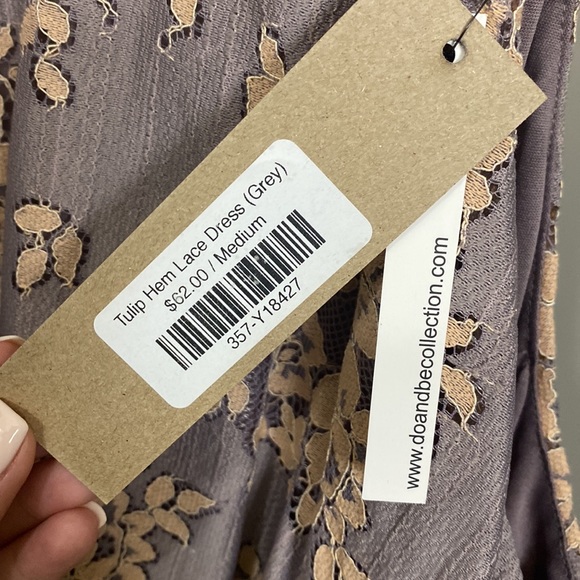 Tulip Hem Lace Dress (Grey)
$62.00 / Medium
357-Y18427
www.doandbecollection.com